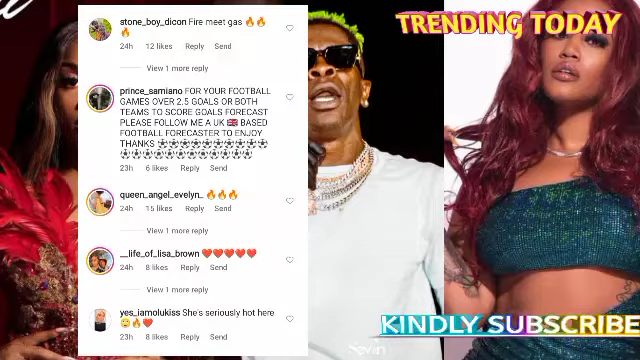 TRENDING TODAY
stone_boy_dicon Fire meet gas 🔥🔥
🔥
24h 12 likes Reply Send
View 1 more reply
prince_samiano FOR YOUR FOOTBALL
GAMES OVER 2.5 GOALS OR BOTH
TEAMS TO SCORE GOALS FORECAST
PLEASE FOLLOW ME A UK 🇬🇧 BASED
FOOTBALL FORECASTER TO ENJOY
THANKS ⚽⚽⚽⚽⚽⚽⚽⚽⚽⚽
⚽⚽⚽⚽⚽⚽⚽⚽⚽⚽⚽⚽
23h 6 likes Reply Send
queen_angel_evelyn_ 🔥🔥🔥
24h 15 likes Reply Send
View 1 more reply
__life_of_lisa_brown ❤️❤️❤️❤️❤️
24h 8 likes Reply Send
View 1 more reply
yes_iamolukiss She's seriously hot here
🙄🔥❤️
23h 8 likes Reply Send
KINDLY SUBSCRIBE